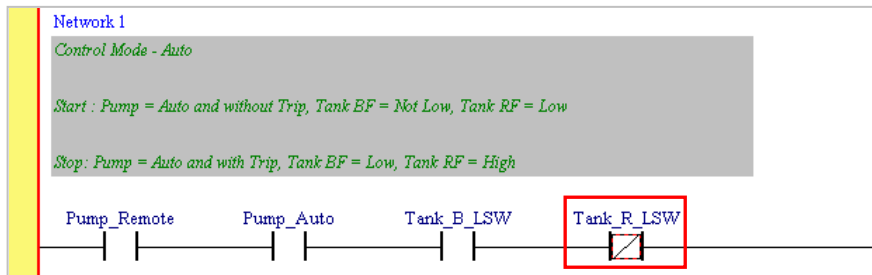 Network 1
Control Mode - Auto
Start : Pump = Auto and without Trip, Tank BF = Not Low, Tank RF = Low
Stop: Pump = Auto and with Trip, Tank BF = Low, Tank RF = High
Pump_Remote Pump_Auto Tank_B_LSW Tank_R_LSW